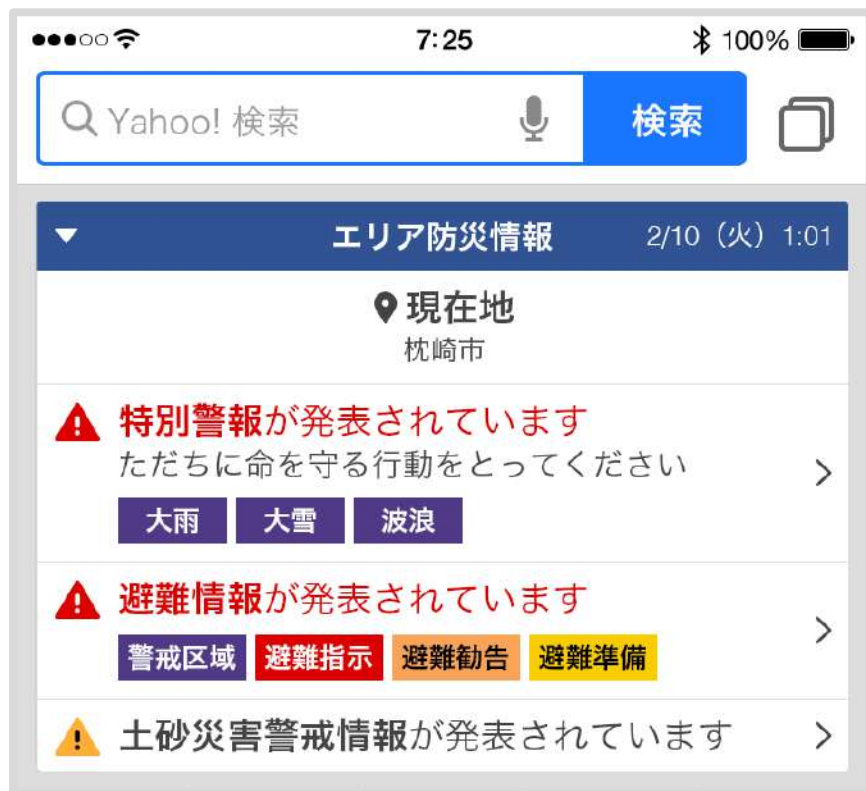 7:25
100%
Yahoo! 検索
検索
エリア防災情報
2/10（火）1:01
現在地
枕崎市
特別警報が発表されています
ただちに命を守る行動をとってください
大雨 大雪 波浪
避難情報が発表されています
警戒区域 避難指示 避難勧告 避難準備
土砂災害警戒情報が発表されています